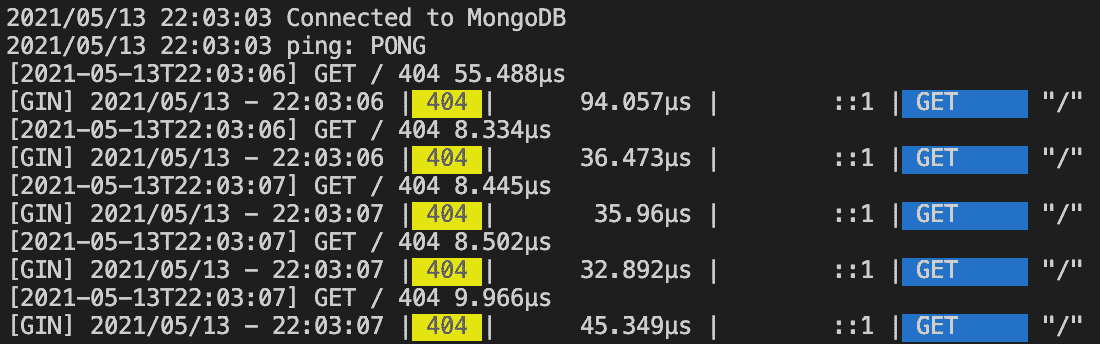 2021/05/13 22:03:03 Connected to MongoDB
2021/05/13 22:03:03 ping: PONG
[2021-05-13T22:03:06] GET / 404 55.488µs
[GIN] 2021/05/13 - 22:03:06 | 404 |      94.057µs |        ::1 | GET      "/"
[2021-05-13T22:03:06] GET / 404 8.334µs
[GIN] 2021/05/13 - 22:03:06 | 404 |      36.473µs |        ::1 | GET      "/"
[2021-05-13T22:03:07] GET / 404 8.445µs
[GIN] 2021/05/13 - 22:03:07 | 404 |       35.96µs |        ::1 | GET      "/"
[2021-05-13T22:03:07] GET / 404 8.502µs
[GIN] 2021/05/13 - 22:03:07 | 404 |      32.892µs |        ::1 | GET      "/"
[2021-05-13T22:03:07] GET / 404 9.966µs
[GIN] 2021/05/13 - 22:03:07 | 404 |      45.349µs |        ::1 | GET      "/"